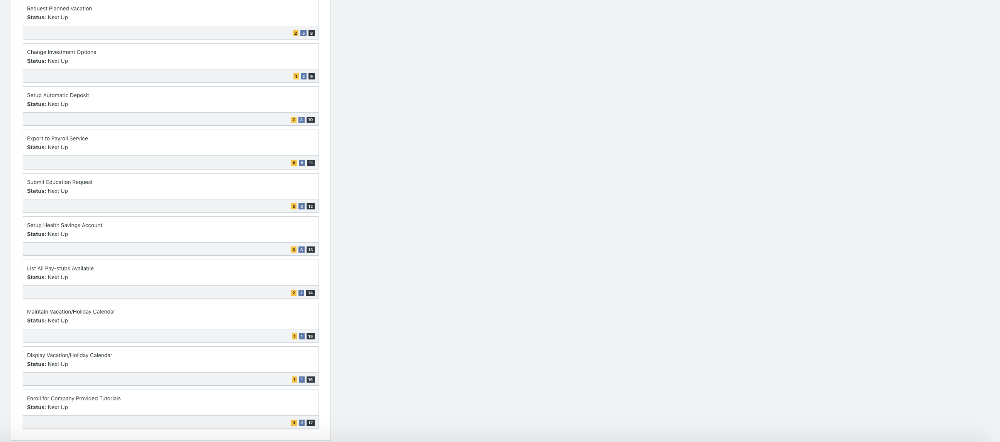 Request Planned Vacation
Status: Next Up
2 5 8
Change Investment Options
Status: Next Up
1 2 9
Setup Automatic Deposit
Status: Next Up
2 3 10
Export to Payroll Service
Status: Next Up
8 8 11
Submit Education Request
Status: Next Up
3 3 12
Setup Health Savings Account
Status: Next Up
3 3 13
List All Pay-stubs Available
Status: Next Up
2 2 14
Maintain Vacation/Holiday Calendar
Status: Next Up
1 1 15
Display Vacation/Holiday Calendar
Status: Next Up
1 1 16
Enroll for Company Provided Tutorials
Status: Next Up
3 2 17